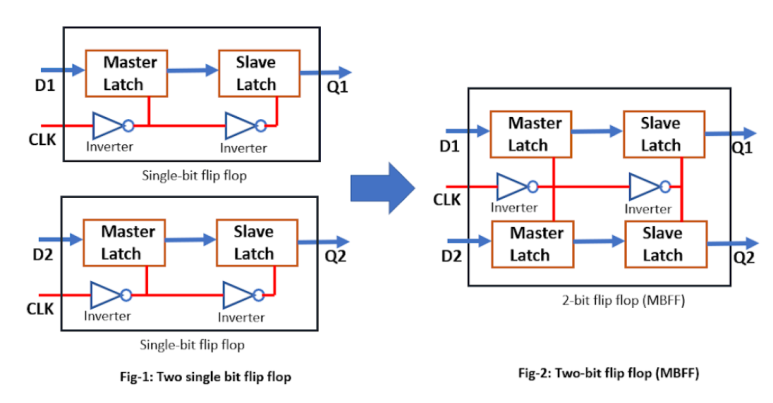 Master
Latch
Slave
Latch
D1
Q1
CLK
Inverter
Inverter
Single-bit flip flop
Master
Latch
Slave
Latch
D2
Q2
CLK
Inverter
Inverter
Single-bit flip flop
Fig-1: Two single bit flip flop
Master
Latch
Slave
Latch
D1
Q1
CLK
Inverter
Inverter
Master
Latch
Slave
Latch
D2
Q2
2-bit flip flop (MBFF)
Fig-2: Two-bit flip flop (MBFF)